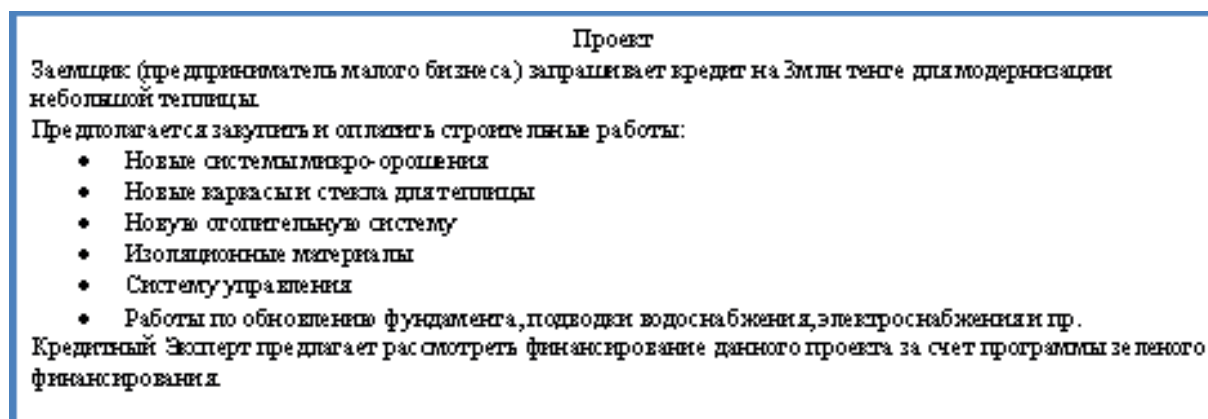 Проект
Заемщик (предприниматель малого бизнеса) запрашивает кредит на 3млн тенге для модернизации
небольшой теплицы.
Предполагается закупить и оплатить строительные работы:
• Новые системы микро-орошения
• Новые каркасы и стекла для теплицы
• Новую отопительную систему
• Изоляционные материалы
• Систему управления
• Работы по обновлению фундамента, подводки водоснабжения, электроснабжения и пр.
Кредитный Эксперт предлагает рассмотреть финансирование данного проекта за счет программы зеленого
финансирования.